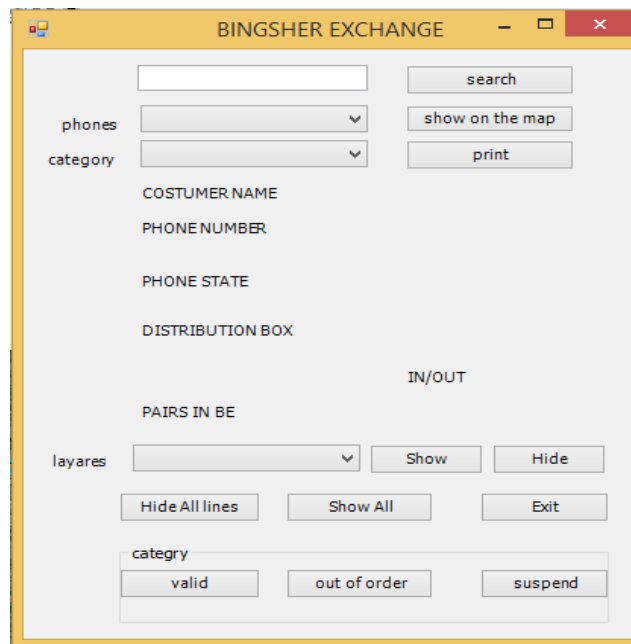 BINGSHER EXCHANGE
search
phones
show on the map
category
print
COSTUMER NAME
PHONE NUMBER
PHONE STATE
DISTRIBUTION BOX
IN/OUT
PAIRS IN BE
layares
Show
Hide
Hide All lines
Show All
Exit
categry
valid
out of order
suspend